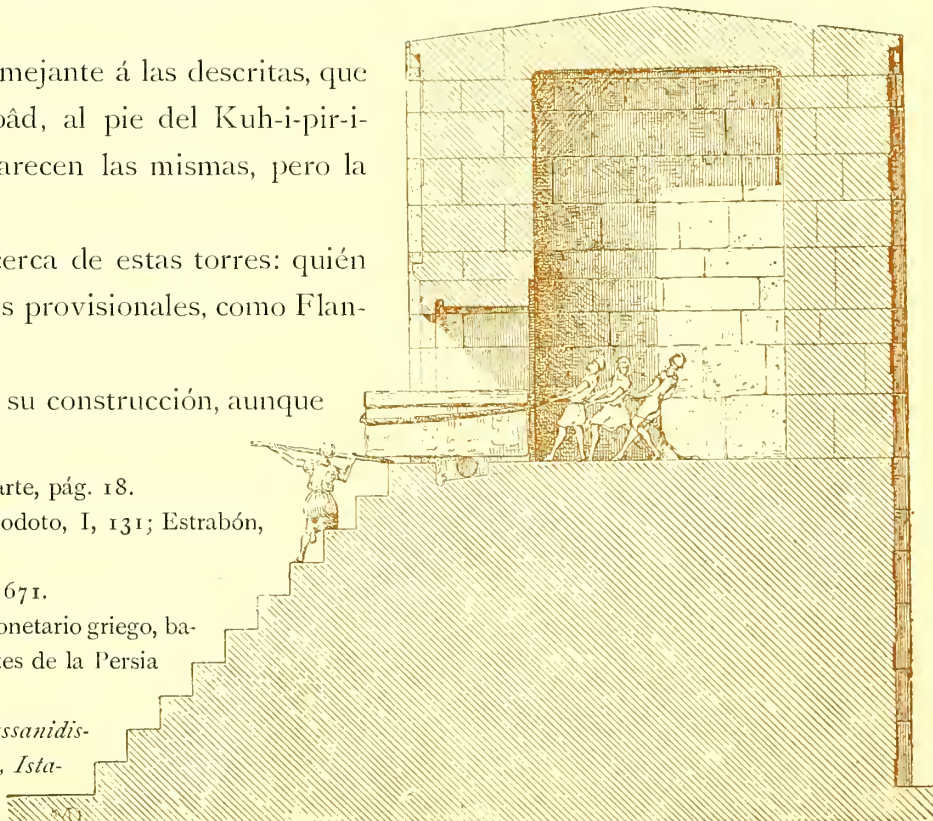 mejante á las descritas, que
oâd, al pie del Kuh-i-pir-i-
arecen las mismas, pero la
cerca de estas torres: quién
s provisionales, como Flan-
su construcción, aunque
arte, pág. 18.
odoto, I, 131; Estrabón,
671.
onetario griego, ba-
tes de la Persia
ssanidis-
, Ista-